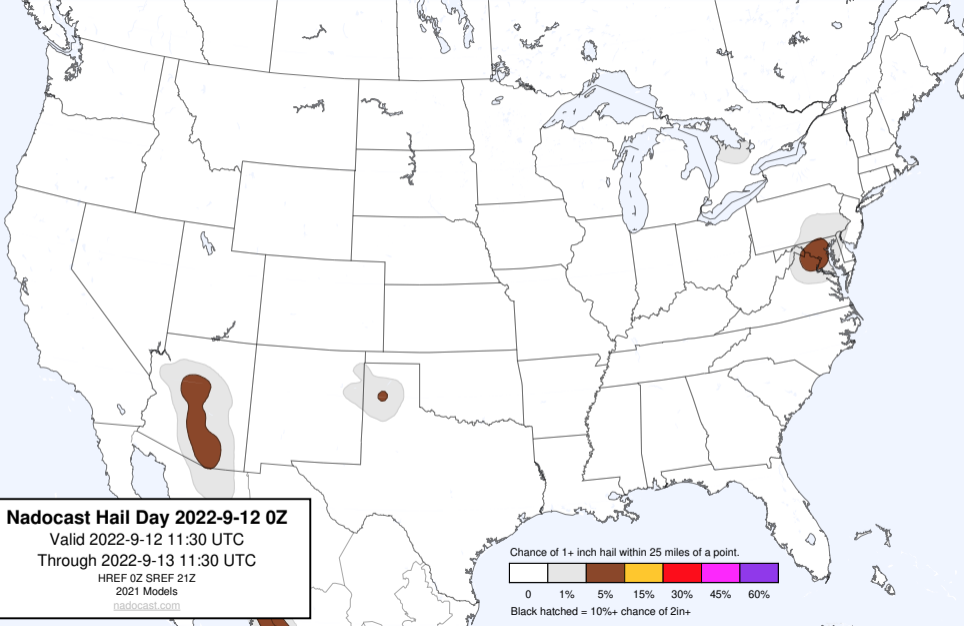 Nadocast Hail Day 2022-9-12 0Z
Valid 2022-9-12 11:30 UTC
Through 2022-9-13 11:30 UTC
HREF 0Z SREF 21Z
2021 Models
nadocast.com
Chance of 1+ inch hail within 25 miles of a point.
0 1% 5% 15% 30% 45% 60%
Black hatched = 10%+ chance of 2in+